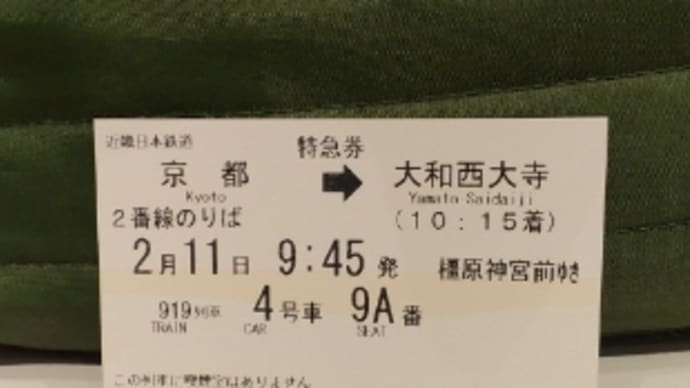 近畿日本鉄道
特急券
京都 ➡ 大和西大寺
Kyoto Yamato Saidaiji
2番線のりば (10:15着)
2月11日 9:45発 橿原神宮前ゆき
919列車 4号車 9A番
TRAIN CAR SEAT
この列車に喫煙室はありません